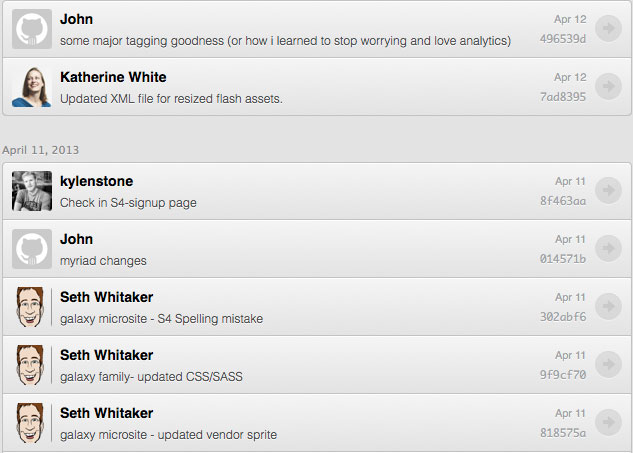 John
Apr 12
some major tagging goodness (or how i learned to stop worrying and love analytics)
496539d
Katherine White
Apr 12
Updated XML file for resized flash assets.
7ad8395
April 11, 2013
kylenstone
Apr 11
Check in S4-signup page
8f463aa
John
Apr 11
myriad changes
014571b
Seth Whitaker
Apr 11
galaxy microsite - S4 Spelling mistake
302abf6
Seth Whitaker
Apr 11
galaxy family- updated CSS/SASS
9f9cf70
Seth Whitaker
Apr 11
galaxy microsite - updated vendor sprite
818575a